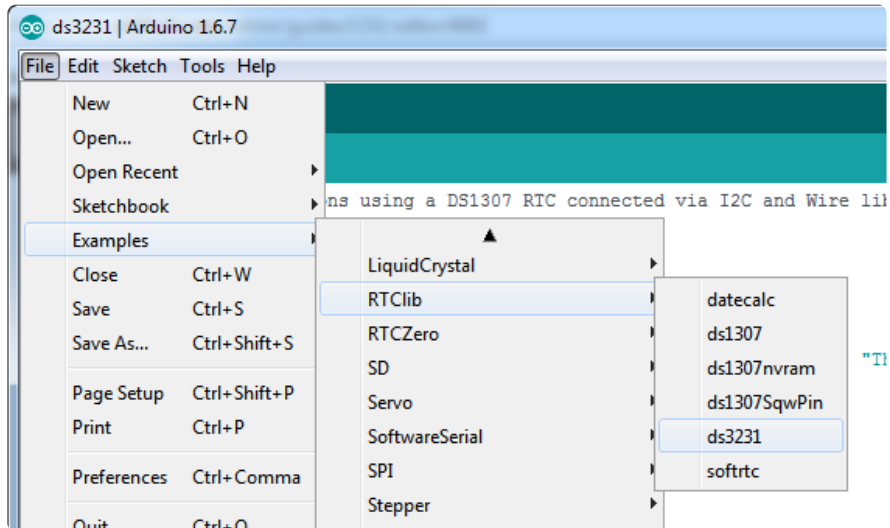 ds3231 | Arduino 1.6.7
File Edit Sketch Tools Help
New Ctrl+N
Open... Ctrl+O
Open Recent
Sketchbook
Examples
Close Ctrl+W
Save Ctrl+S
Save As... Ctrl+Shift+S
Page Setup Ctrl+Shift+P
Print Ctrl+P
Preferences Ctrl+Comma
Quit Ctrl+Q
ns using a DS1307 RTC connected via I2C and Wire lib
LiquidCrystal
RTClib
RTCZero
SD
Servo
SoftwareSerial
SPI
Stepper
datecalc
ds1307
ds1307nvram
ds1307SqwPin
ds3231
softrtc
"Th